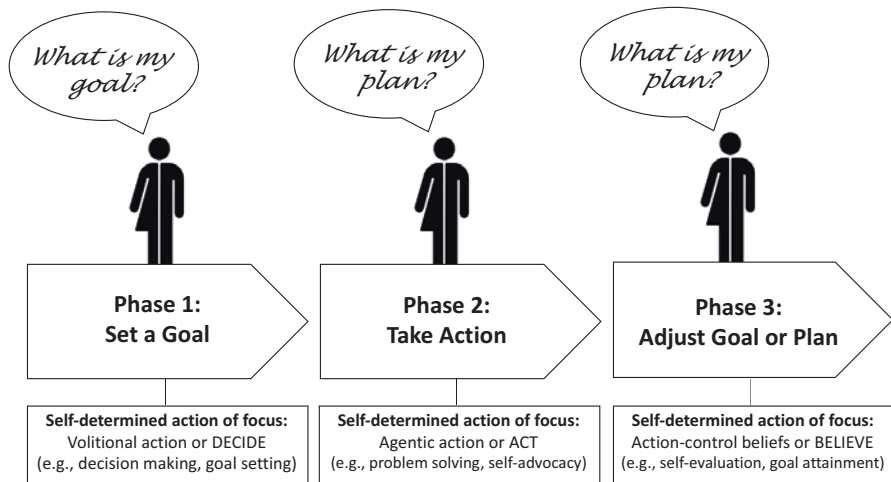 What is my
goal?
What is my
plan?
What is my
plan?
Phase 1:
Set a Goal
Phase 2:
Take Action
Phase 3:
Adjust Goal or Plan
Self-determined action of focus:
Volitional action or DECIDE
(e.g., decision making, goal setting)
Self-determined action of focus:
Agentic action or ACT
(e.g., problem solving, self-advocacy)
Self-determined action of focus:
Action-control beliefs or BELIEVE
(e.g., self-evaluation, goal attainment)